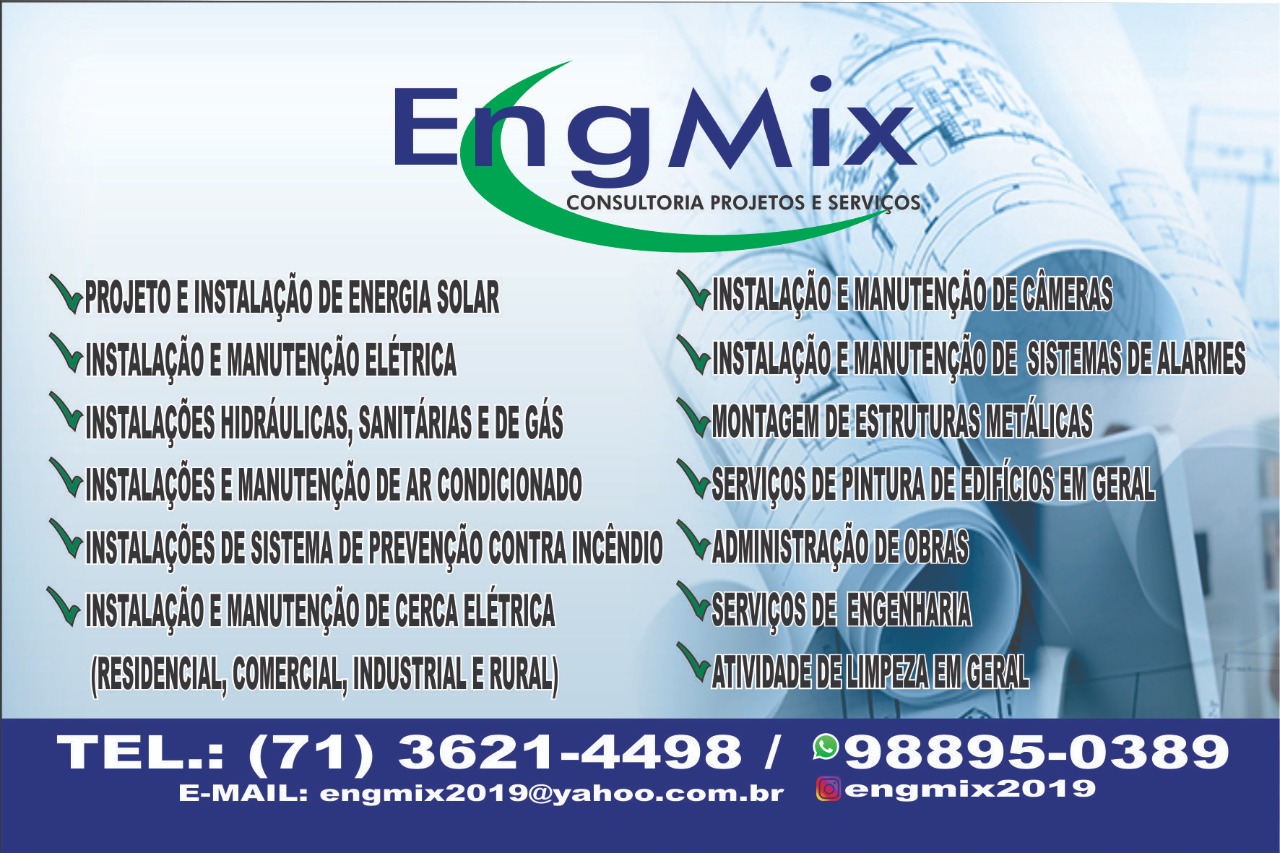 EngMix
CONSULTORIA PROJETOS E SERVIÇOS
PROJETO E INSTALAÇÃO DE ENERGIA SOLAR
INSTALAÇÃO E MANUTENÇÃO ELÉTRICA
INSTALAÇÕES HIDRÁULICAS, SANITÁRIAS E DE GÁS
INSTALAÇÕES E MANUTENÇÃO DE AR CONDICIONADO
INSTALAÇÕES DE SISTEMA DE PREVENÇÃO CONTRA INCÊNDIO
INSTALAÇÃO E MANUTENÇÃO DE CERCA ELÉTRICA
(RESIDENCIAL, COMERCIAL, INDUSTRIAL E RURAL)
INSTALAÇÃO E MANUTENÇÃO DE CÂMERAS
INSTALAÇÃO E MANUTENÇÃO DE SISTEMAS DE ALARMES
MONTAGEM DE ESTRUTURAS METÁLICAS
SERVIÇOS DE PINTURA DE EDIFÍCIOS EM GERAL
ADMINISTRAÇÃO DE OBRAS
SERVIÇOS DE ENGENHARIA
ATIVIDADE DE LIMPEZA EM GERAL
TEL.: (71) 3621-4498 / 98895-0389
E-MAIL: engmix2019@yahoo.com.br engmix2019